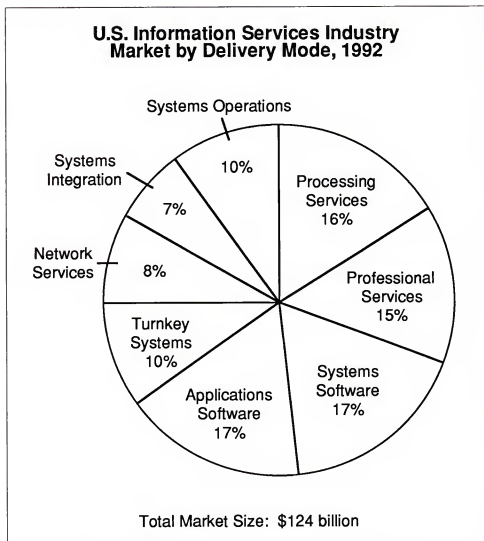 U.S. Information Services Industry
Market by Delivery Mode, 1992
Systems Operations
10%
Processing
Services
16%
Professional
Services
15%
Systems
Software
17%
Applications
Software
17%
Turnkey
Systems
10%
Network
Services
8%
Systems
Integration
7%
Total Market Size: $124 billion